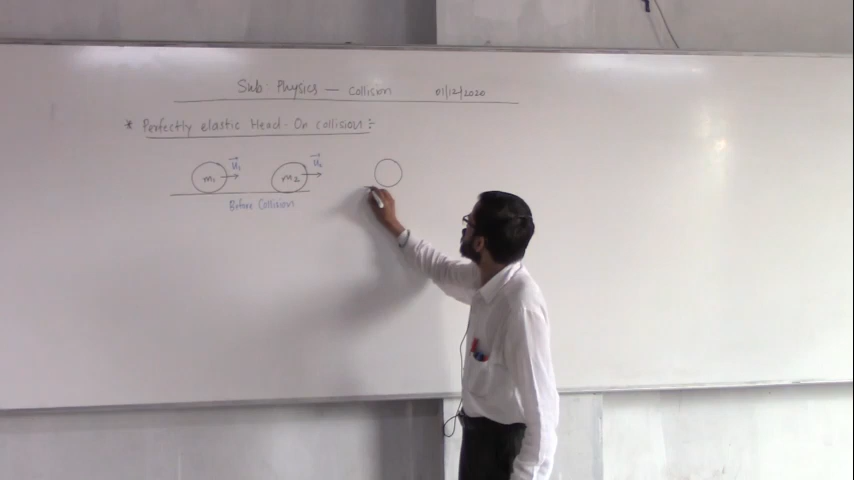 Sub: Physics — Collision 01/12/2020
* Perfectly elastic Head-On collision :-
u₁ u₂
m₁ m₂
Before Collision